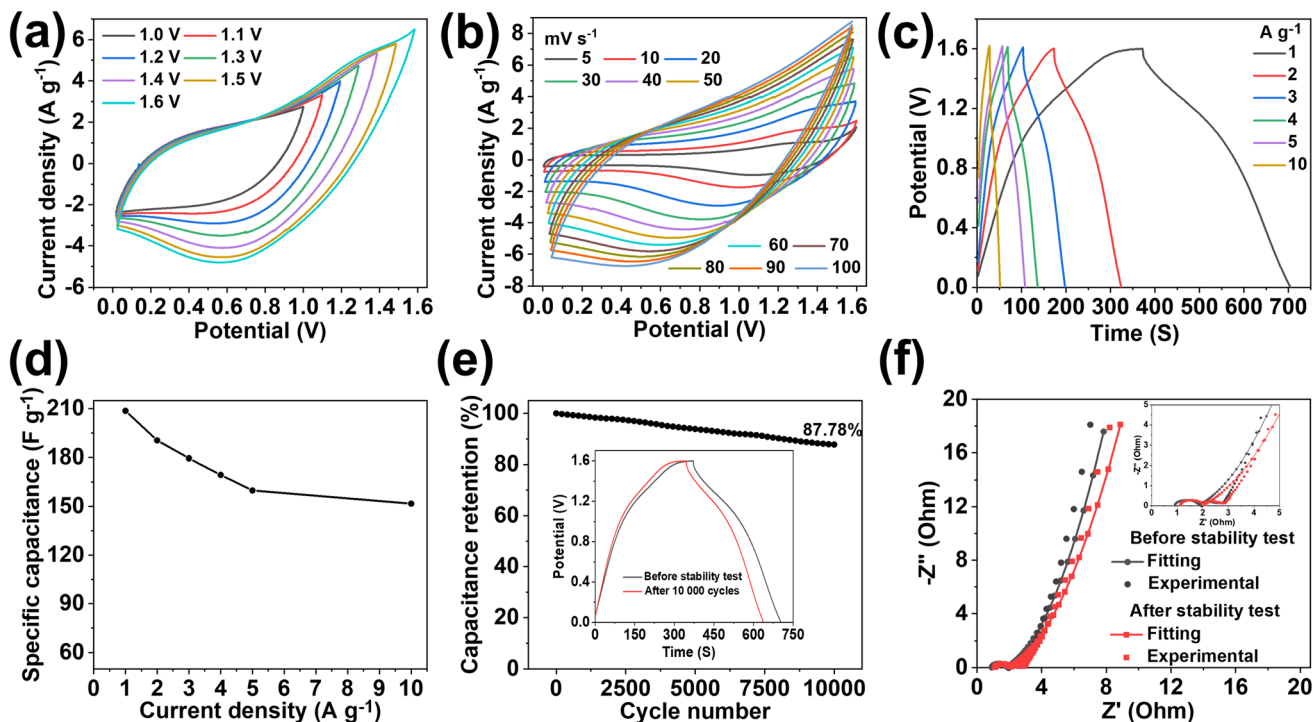 (a)
1.0 V 1.1 V
1.2 V 1.3 V
1.4 V 1.5 V
1.6 V
Current density (A g⁻¹)
6
4
2
0
-2
-4
-6
0.0 0.2 0.4 0.6 0.8 1.0 1.2 1.4 1.6
Potential (V)
(b)
mV s⁻¹
5 10 20
30 40 50
60 70
80 90 100
Current density (A g⁻¹)
8
6
4
2
0
-2
-4
-6
-8
0.0 0.2 0.4 0.6 0.8 1.0 1.2 1.4 1.6
Potential (V)
(c)
A g⁻¹
1
2
3
4
5
10
Potential (V)
1.6
1.2
0.8
0.4
0.0
0 100 200 300 400 500 600 700
Time (S)
(d)
Specific capacitance (F g⁻¹)
210
180
150
120
90
60
0 1 2 3 4 5 6 7 8 9 10
Current density (A g⁻¹)
(e)
Capacitance retention (%)
100
80
60
40
20
0
87.78%
Potential (V)
1.6
1.2
0.8
0.4
0.0
Before stability test
After 10 000 cycles
0 150 300 450 600 750
Time (S)
0 2500 5000 7500 10000
Cycle number
(f)
-Z" (Ohm)
20
16
12
8
4
0
-Z" (Ohm)
5
4
3
2
1
0
0 1 2 3 4 5
Z' (Ohm)
Before stability test
Fitting
Experimental
After stability test
Fitting
Experimental
0 4 8 12 16 20
Z' (Ohm)